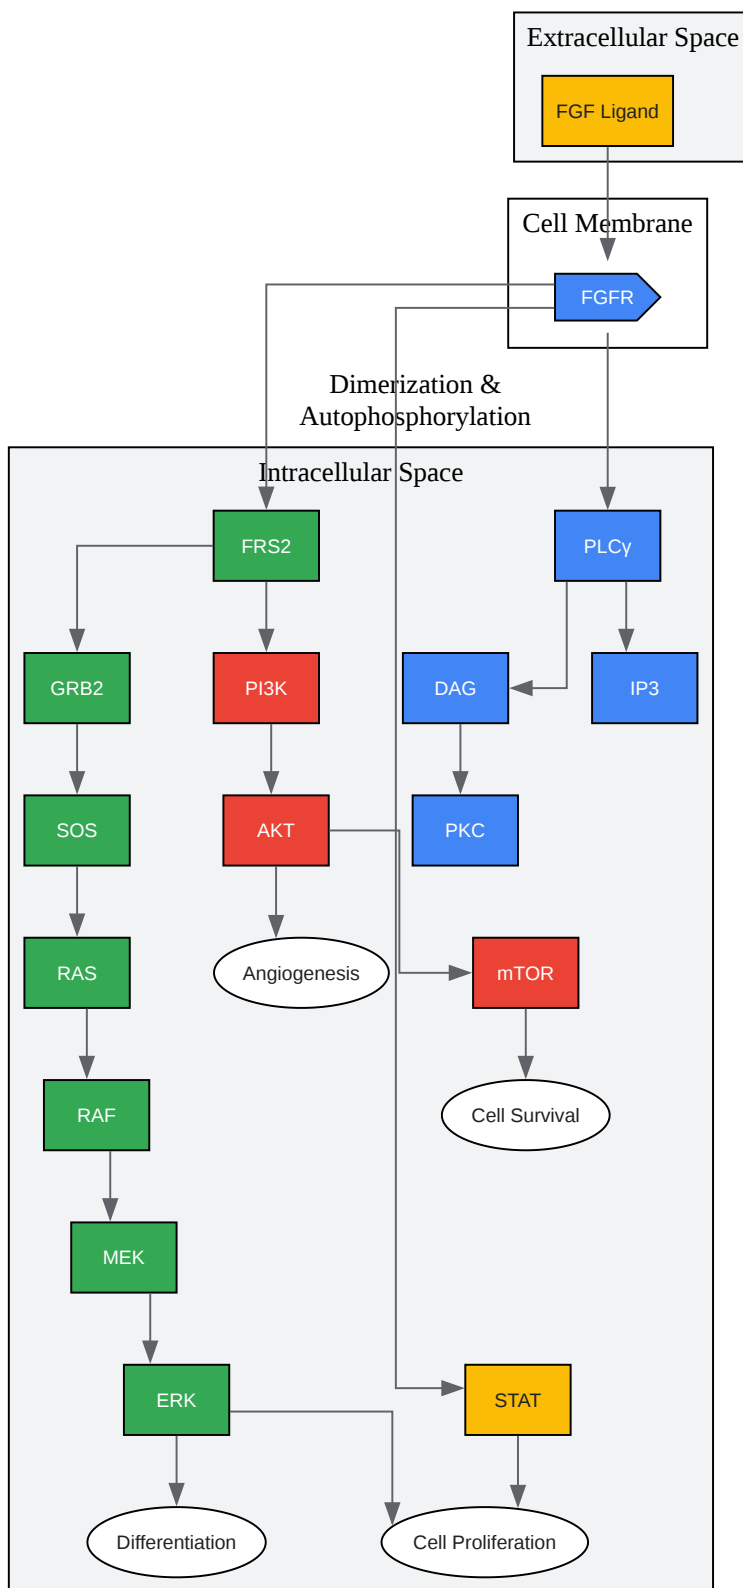 Extracellular Space
FGF Ligand
Cell Membrane
FGFR
Dimerization &
Autophosphorylation
Intracellular Space
FRS2
PLCγ
GRB2
PI3K
DAG
IP3
SOS
AKT
PKC
RAS
Angiogenesis
mTOR
RAF
Cell Survival
MEK
ERK
STAT
Differentiation
Cell Proliferation